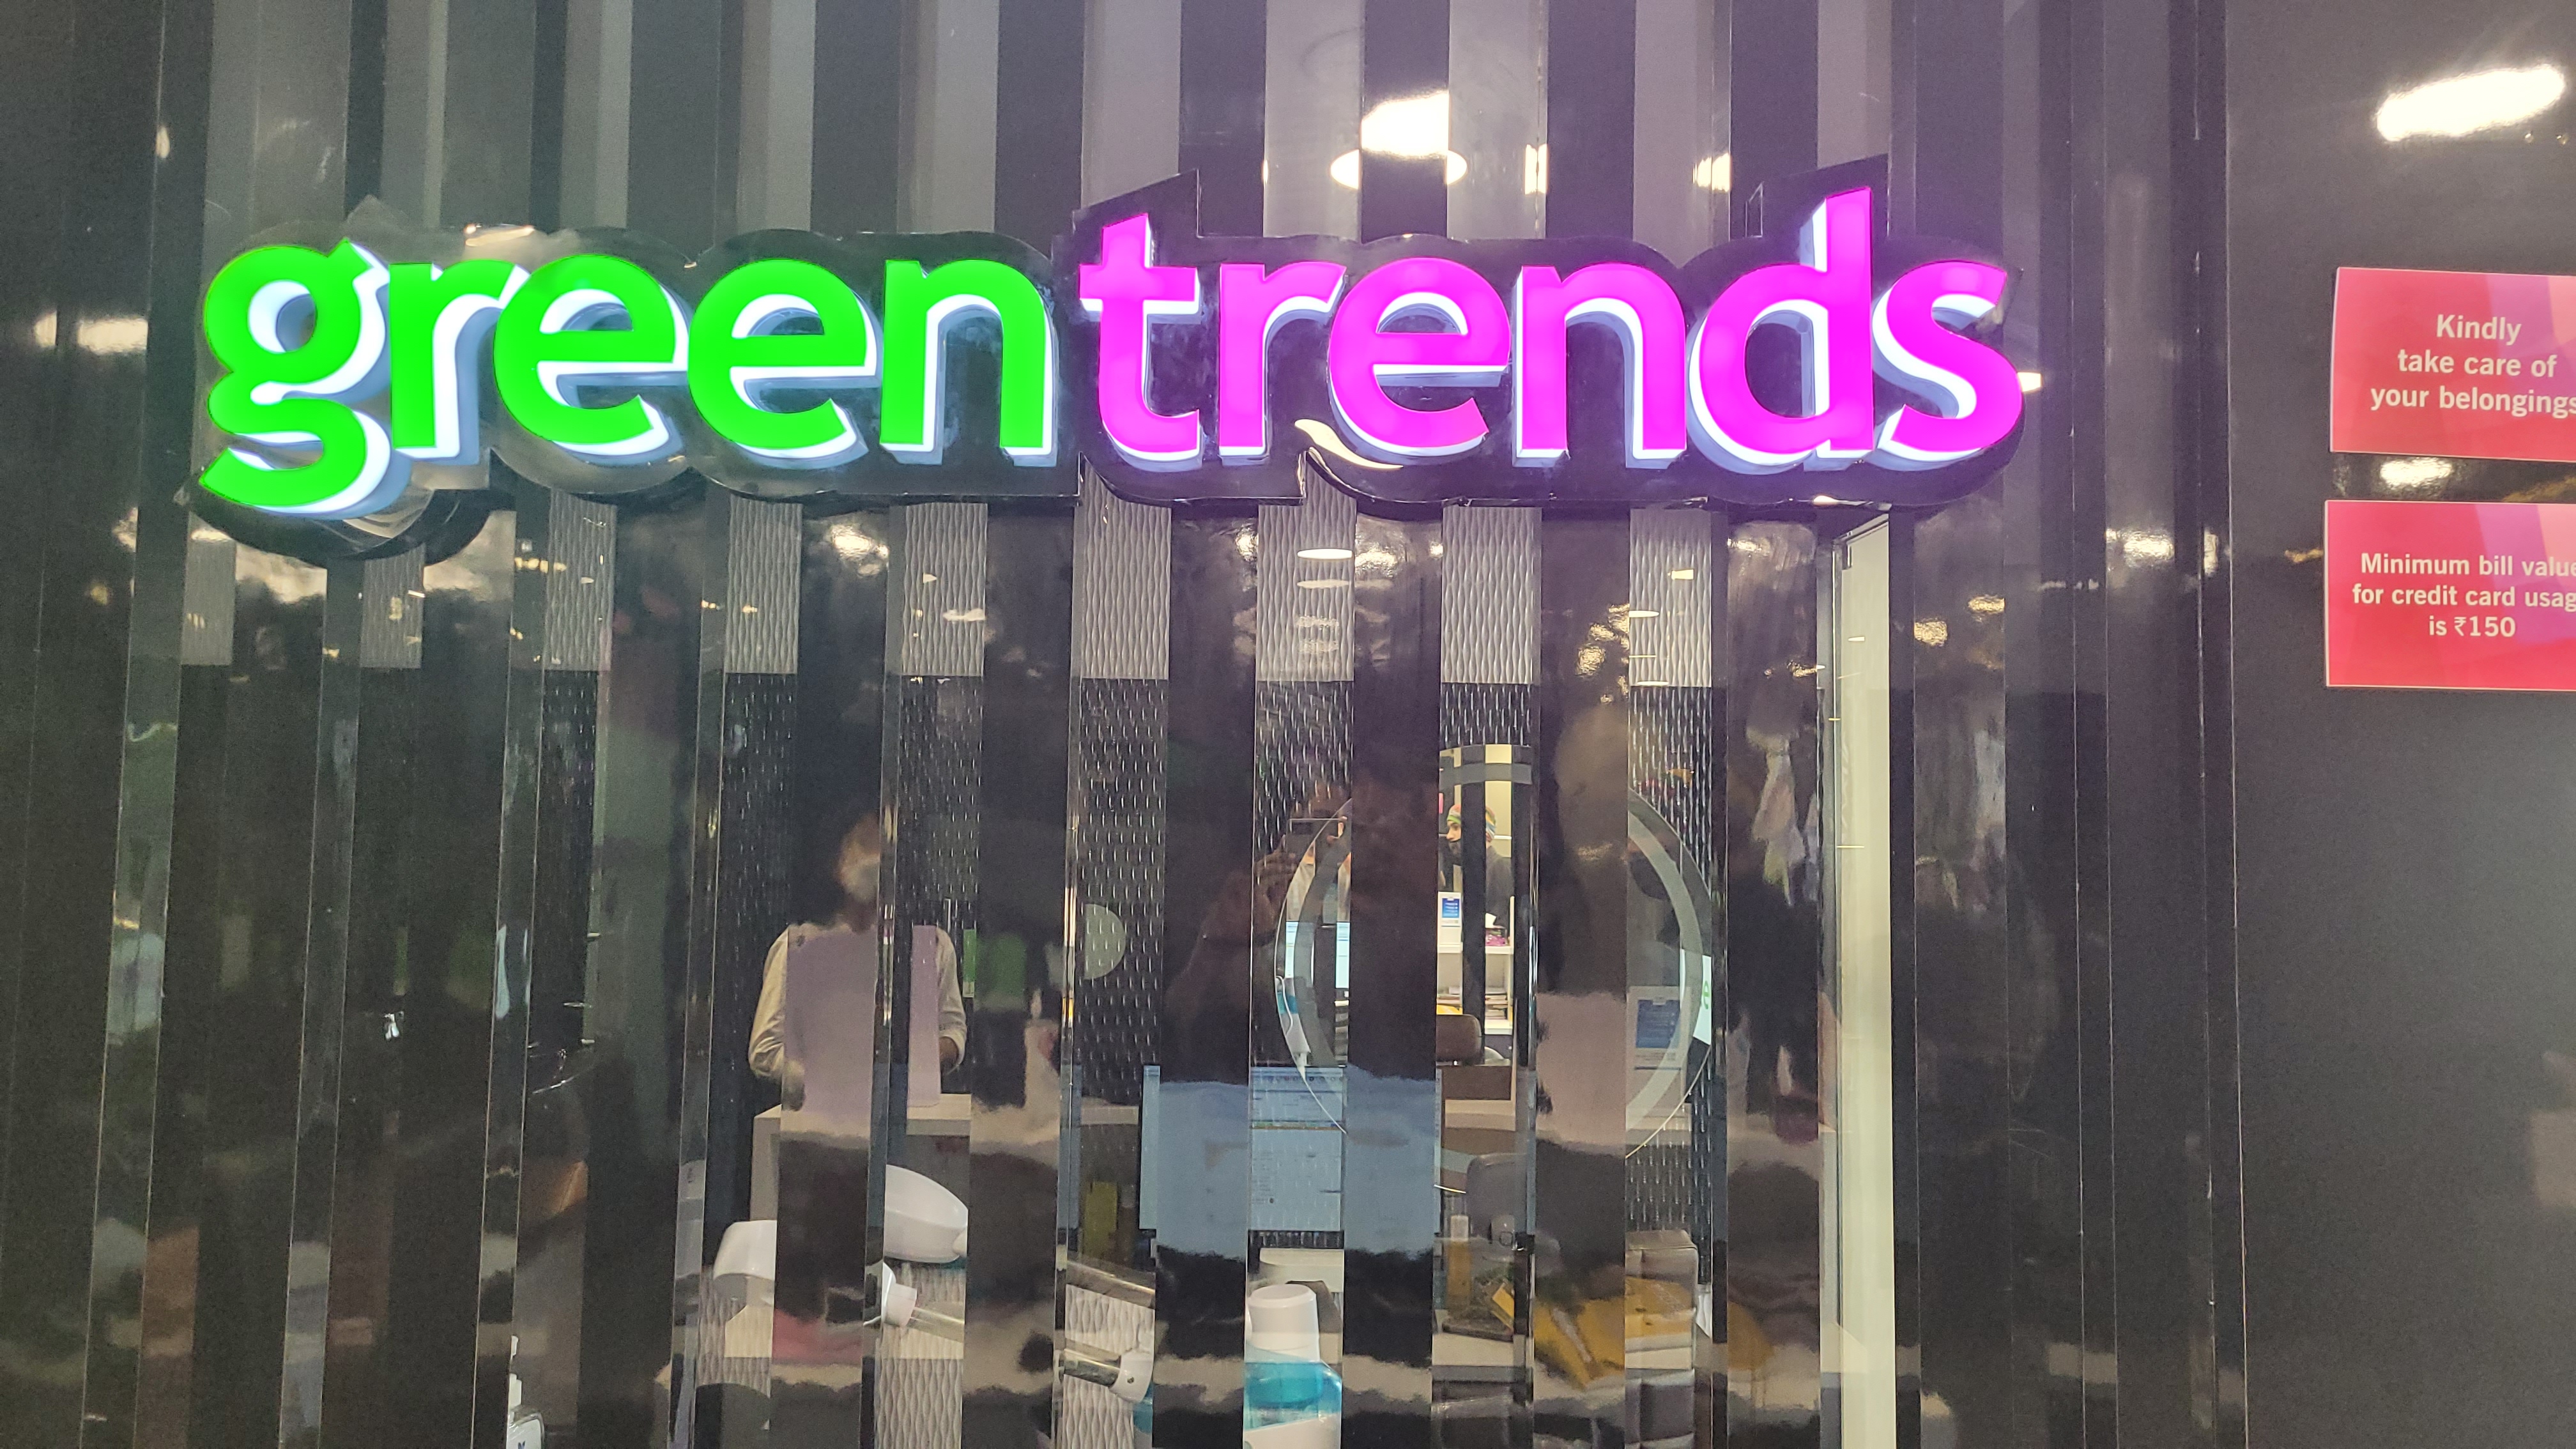 greentrends
Kindly
take care of
your belongings
Minimum bill value
for credit card usag
is ₹150